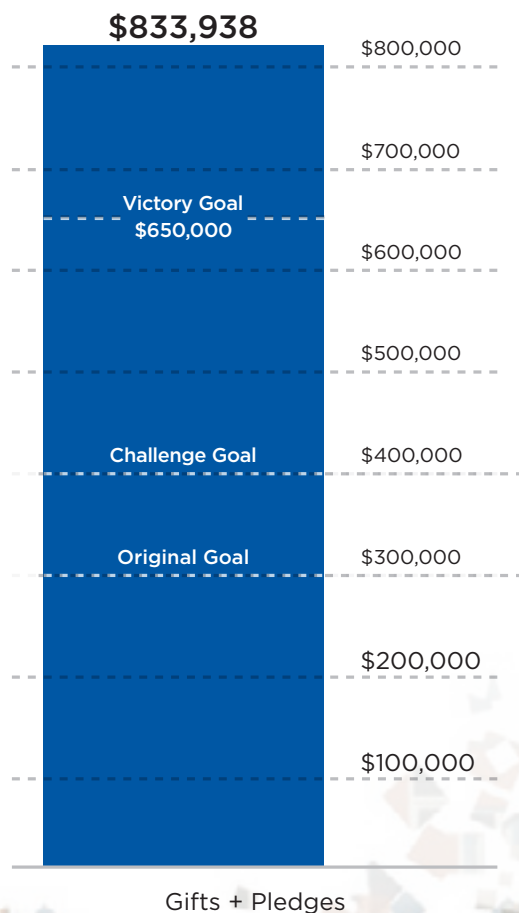 $833,938
$800,000
$700,000
Victory Goal
$650,000
$600,000
$500,000
Challenge Goal
$400,000
Original Goal
$300,000
$200,000
$100,000
Gifts + Pledges